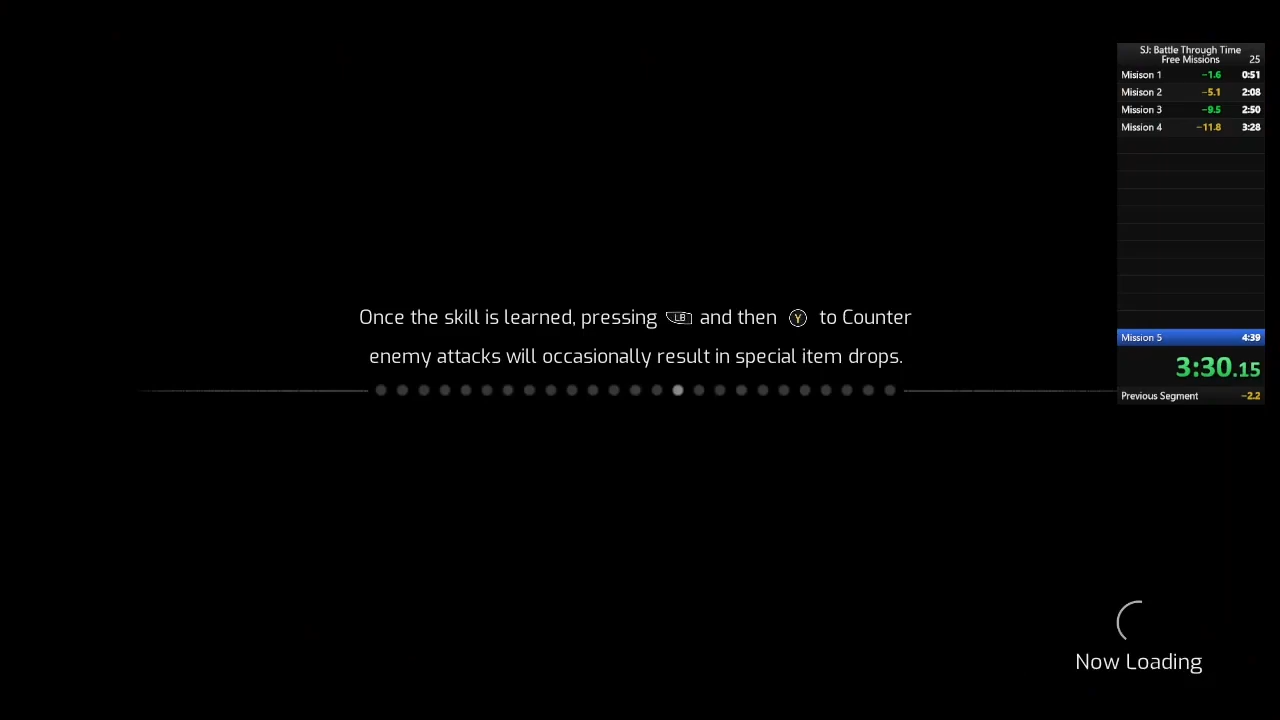 SJ: Battle Through Time
Free Missions 25
Misison 1 -1.6 0:51
Misison 2 -5.1 2:08
Mission 3 -9.5 2:50
Mission 4 -11.8 3:28
Once the skill is learned, pressing LB and then Y to Counter
enemy attacks will occasionally result in special item drops.
Mission 5 4:39
3:30.15
Previous Segment -2.2
Now Loading